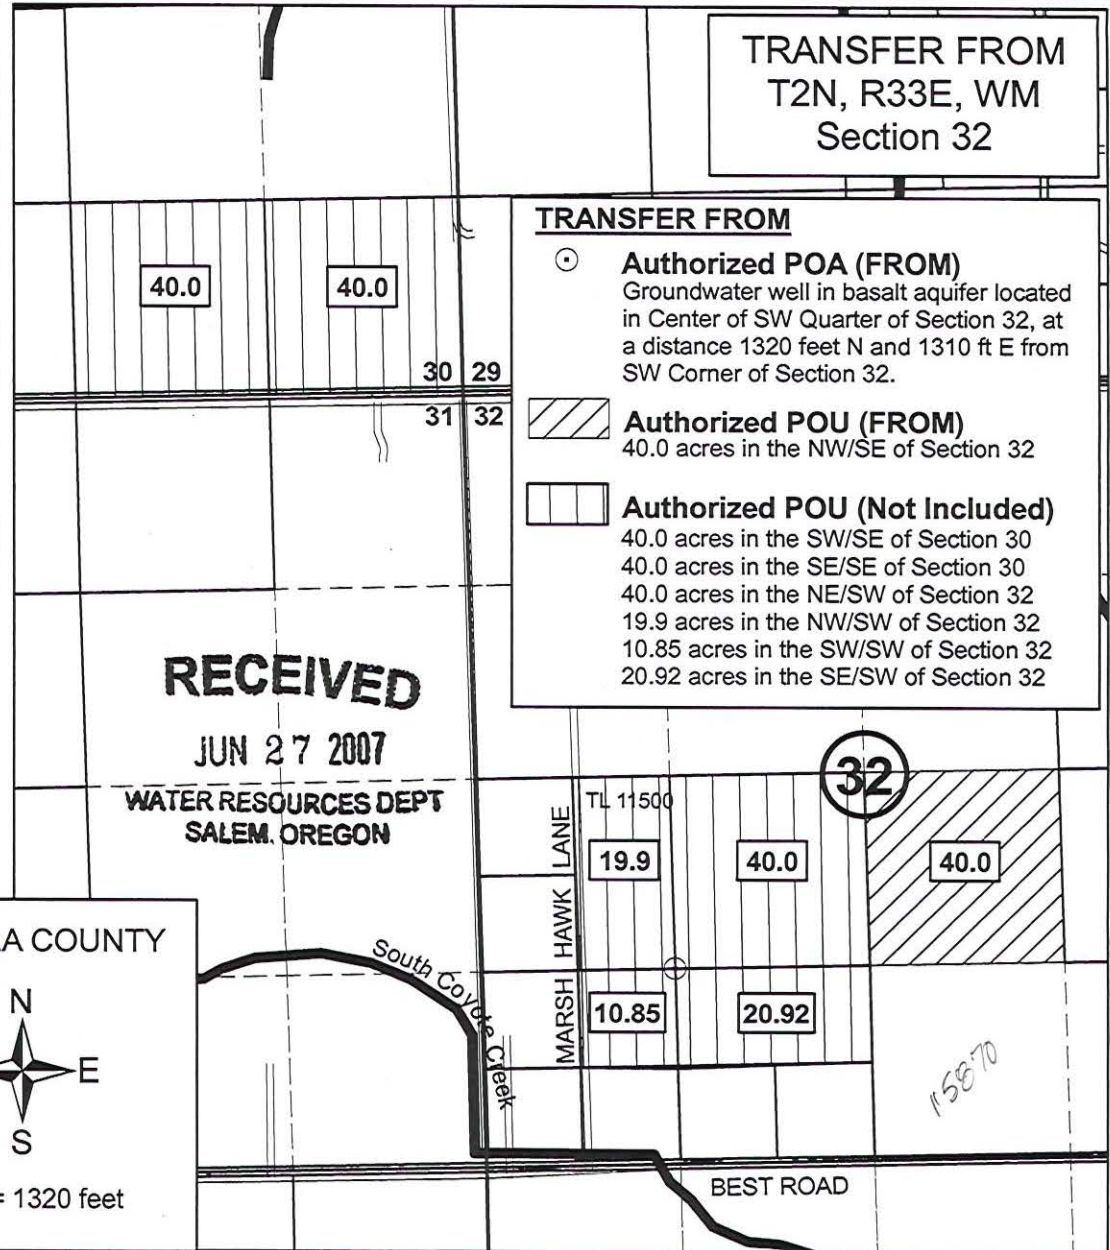 TRANSFER FROM
T2N, R33E, WM
Section 32
TRANSFER FROM
Authorized POA (FROM)
Groundwater well in basalt aquifer located
in Center of SW Quarter of Section 32, at
a distance 1320 feet N and 1310 ft E from
SW Corner of Section 32.
Authorized POU (FROM)
40.0 acres in the NW/SE of Section 32
Authorized POU (Not Included)
40.0 acres in the SW/SE of Section 30
40.0 acres in the SE/SE of Section 30
40.0 acres in the NE/SW of Section 32
19.9 acres in the NW/SW of Section 32
10.85 acres in the SW/SW of Section 32
20.92 acres in the SE/SW of Section 32
40.0
40.0
30 29
31 32
RECEIVED
JUN 27 2007
WATER RESOURCES DEPT
SALEM, OREGON
32
TL 11500
19.9
40.0
40.0
MARSH HAWK LANE
10.85
20.92
South Coyote Creek
A COUNTY
N
E
S
= 1320 feet
BEST ROAD